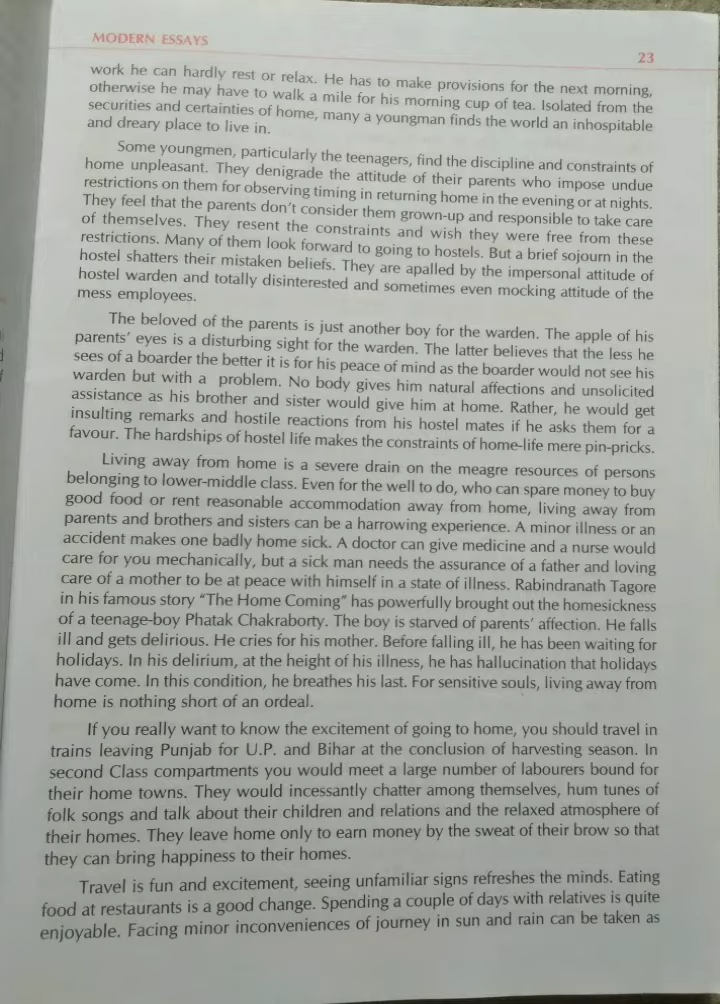 MODERN ESSAYS
23
work he can hardly rest or relax. He has to make provisions for the next morning,
otherwise he may have to walk a mile for his morning cup of tea. Isolated from the
securities and certainties of home, many a youngman finds the world an inhospitable
and dreary place to live in.
Some youngmen, particularly the teenagers, find the discipline and constraints of
home unpleasant. They denigrade the attitude of their parents who impose undue
restrictions on them for observing timing in returning home in the evening or at nights.
They feel that the parents don't consider them grown-up and responsible to take care
of themselves. They resent the constraints and wish they were free from these
restrictions. Many of them look forward to going to hostels. But a brief sojourn in the
hostel shatters their mistaken beliefs. They are apalled by the impersonal attitude of
hostel warden and totally disinterested and sometimes even mocking attitude of the
mess employees.
The beloved of the parents is just another boy for the warden. The apple of his
parents' eyes is a disturbing sight for the warden. The latter believes that the less he
sees of a boarder the better it is for his peace of mind as the boarder would not see his
warden but with a problem. No body gives him natural affections and unsolicited
assistance as his brother and sister would give him at home. Rather, he would get
insulting remarks and hostile reactions from his hostel mates if he asks them for a
favour. The hardships of hostel life makes the constraints of home-life mere pin-pricks.
Living away from home is a severe drain on the meagre resources of persons
belonging to lower-middle class. Even for the well to do, who can spare money to buy
good food or rent reasonable accommodation away from home, living away from
parents and brothers and sisters can be a harrowing experience. A minor illness or an
accident makes one badly home sick. A doctor can give medicine and a nurse would
care for you mechanically, but a sick man needs the assurance of a father and loving
care of a mother to be at peace with himself in a state of illness. Rabindranath Tagore
in his famous story "The Home Coming" has powerfully brought out the homesickness
of a teenage-boy Phatak Chakraborty. The boy is starved of parents' affection. He falls
ill and gets delirious. He cries for his mother. Before falling ill, he has been waiting for
holidays. In his delirium, at the height of his illness, he has hallucination that holidays
have come. In this condition, he breathes his last. For sensitive souls, living away from
home is nothing short of an ordeal.
If you really want to know the excitement of going to home, you should travel in
trains leaving Punjab for U.P. and Bihar at the conclusion of harvesting season. In
second Class compartments you would meet a large number of labourers bound for
their home towns. They would incessantly chatter among themselves, hum tunes of
folk songs and talk about their children and relations and the relaxed atmosphere of
their homes. They leave home only to earn money by the sweat of their brow so that
they can bring happiness to their homes.
Travel is fun and excitement, seeing unfamiliar signs refreshes the minds. Eating
food at restaurants is a good change. Spending a couple of days with relatives is quite
enjoyable. Facing minor inconveniences of journey in sun and rain can be taken as